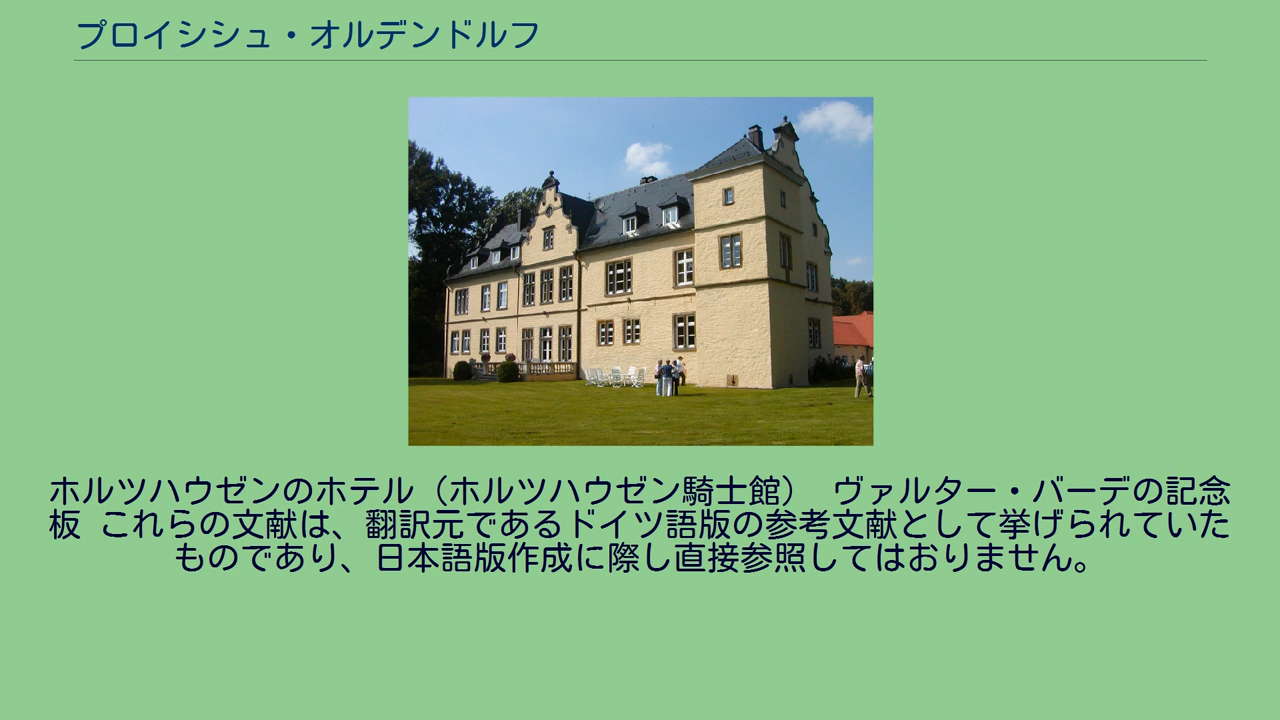 プロイシシュ・オルデンドルフ
ホルツハウゼンのホテル（ホルツハウゼン騎士館） ヴァルター・バーデの記念
板 これらの文献は、翻訳元であるドイツ語版の参考文献として挙げられていた
ものであり、日本語版作成に際し直接参照してはおりません。